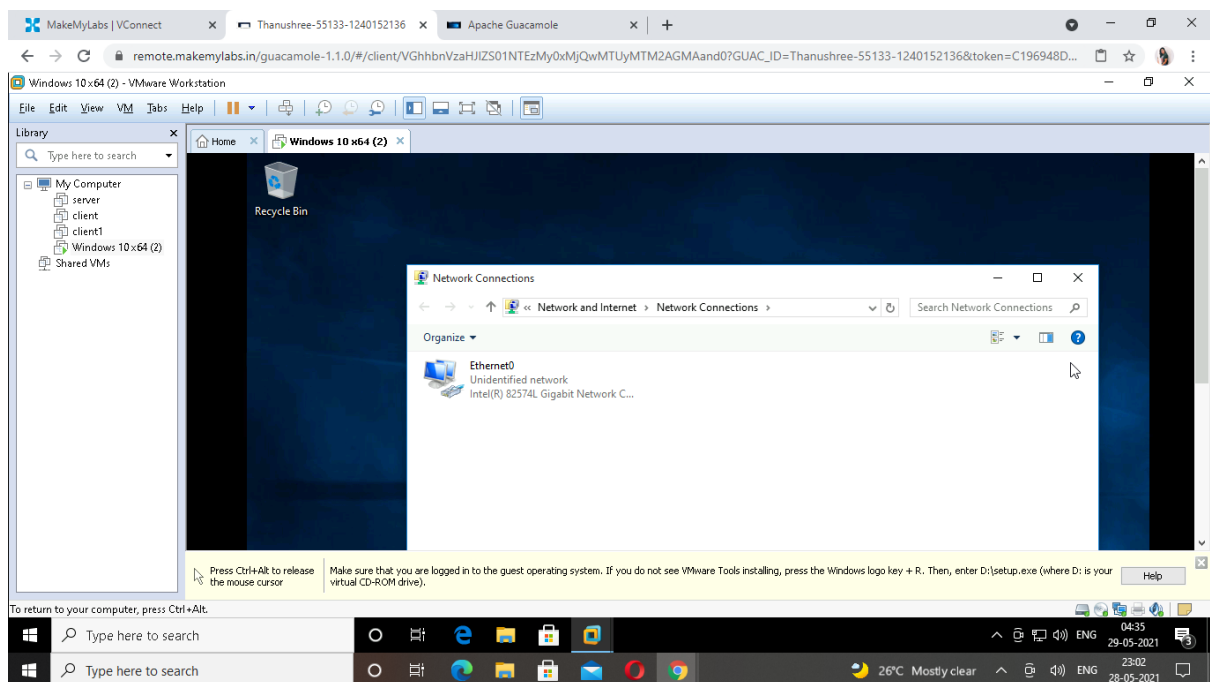 MakeMyLabs | VConnect
Thanushree-55133-1240152136
Apache Guacamole
remote.makemylabs.in/guacamole-1.1.0/#/client/VGhhbnVzaHJlZS01NTEzMy0xMjQwMTUyMTM2AGMAand0?GUAC_ID=Thanushree-55133-1240152136&token=C196948D...
Windows 10 x64 (2) - VMware Workstation
File Edit View VM Tabs Help
Library
Home
Windows 10 x64 (2)
Type here to search
My Computer
server
client
client1
Windows 10 x64 (2)
Shared VMs
Recycle Bin
Network Connections
« Network and Internet › Network Connections ›
Search Network Connections
Organize
Ethernet0
Unidentified network
Intel(R) 82574L Gigabit Network C...
Press Ctrl+Alt to release
the mouse cursor
Make sure that you are logged in to the guest operating system. If you do not see VMware Tools installing, press the Windows logo key + R. Then, enter D:\setup.exe (where D: is your
virtual CD-ROM drive).
Help
To return to your computer, press Ctrl+Alt.
Type here to search
ENG
04:35
29-05-2021
3
Type here to search
26°C Mostly clear
ENG
23:02
28-05-2021